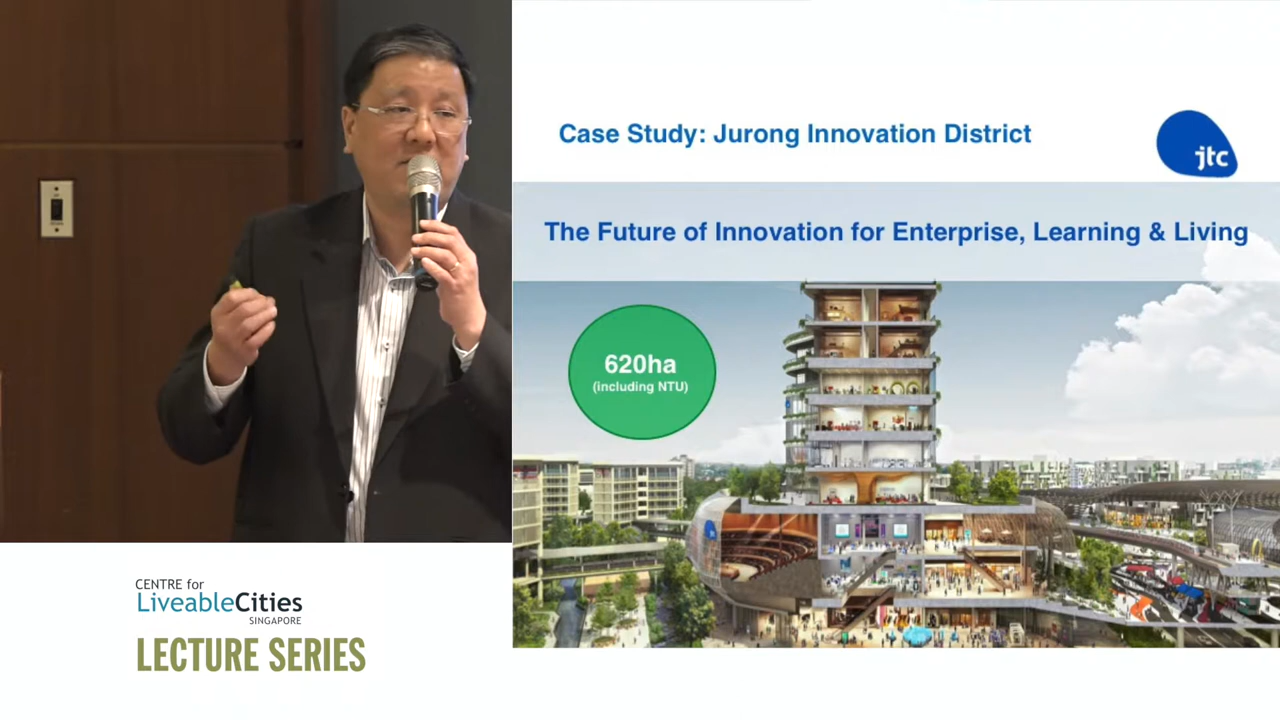 Case Study: Jurong Innovation District
jtc
The Future of Innovation for Enterprise, Learning & Living
620ha
(including NTU)
CENTRE for
LiveableCities
SINGAPORE
LECTURE SERIES